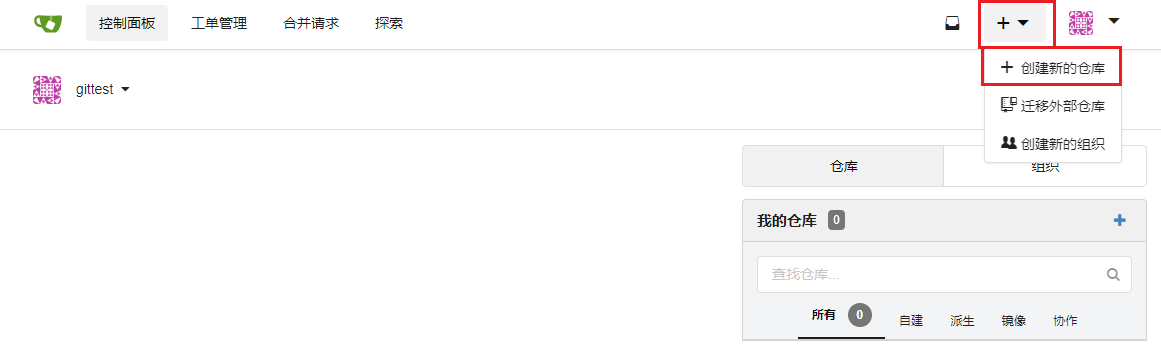 控制面板 工单管理 合并请求 探索
gittest
创建新的仓库
迁移外部仓库
创建新的组织
仓库 组织
我的仓库 0
查找仓库...
所有 0 自建 派生 镜像 协作